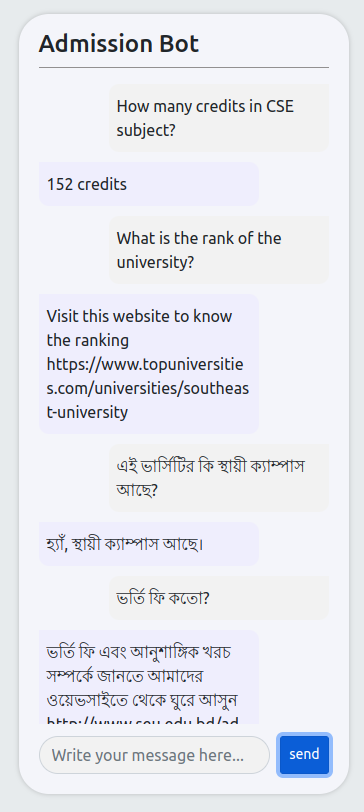 Admission Bot
How many credits in CSE
subject?
152 credits
What is the rank of the
university?
Visit this website to know
the ranking
https://www.topuniversitie
s.com/universities/southeas
t-university
এই ভার্সিটির কি স্থায়ী ক্যাম্পাস
আছে?
হ্যাঁ, স্থায়ী ক্যাম্পাস আছে।
ভর্তি ফি কতো?
ভর্তি ফি এবং আনুশাঙ্গিক খরচ
সম্পর্কে জানতে আমাদের
ওয়েভসাইতে থেকে ঘুরে আসুন
http://www.seu.edu.bd/ad
Write your message here...
send